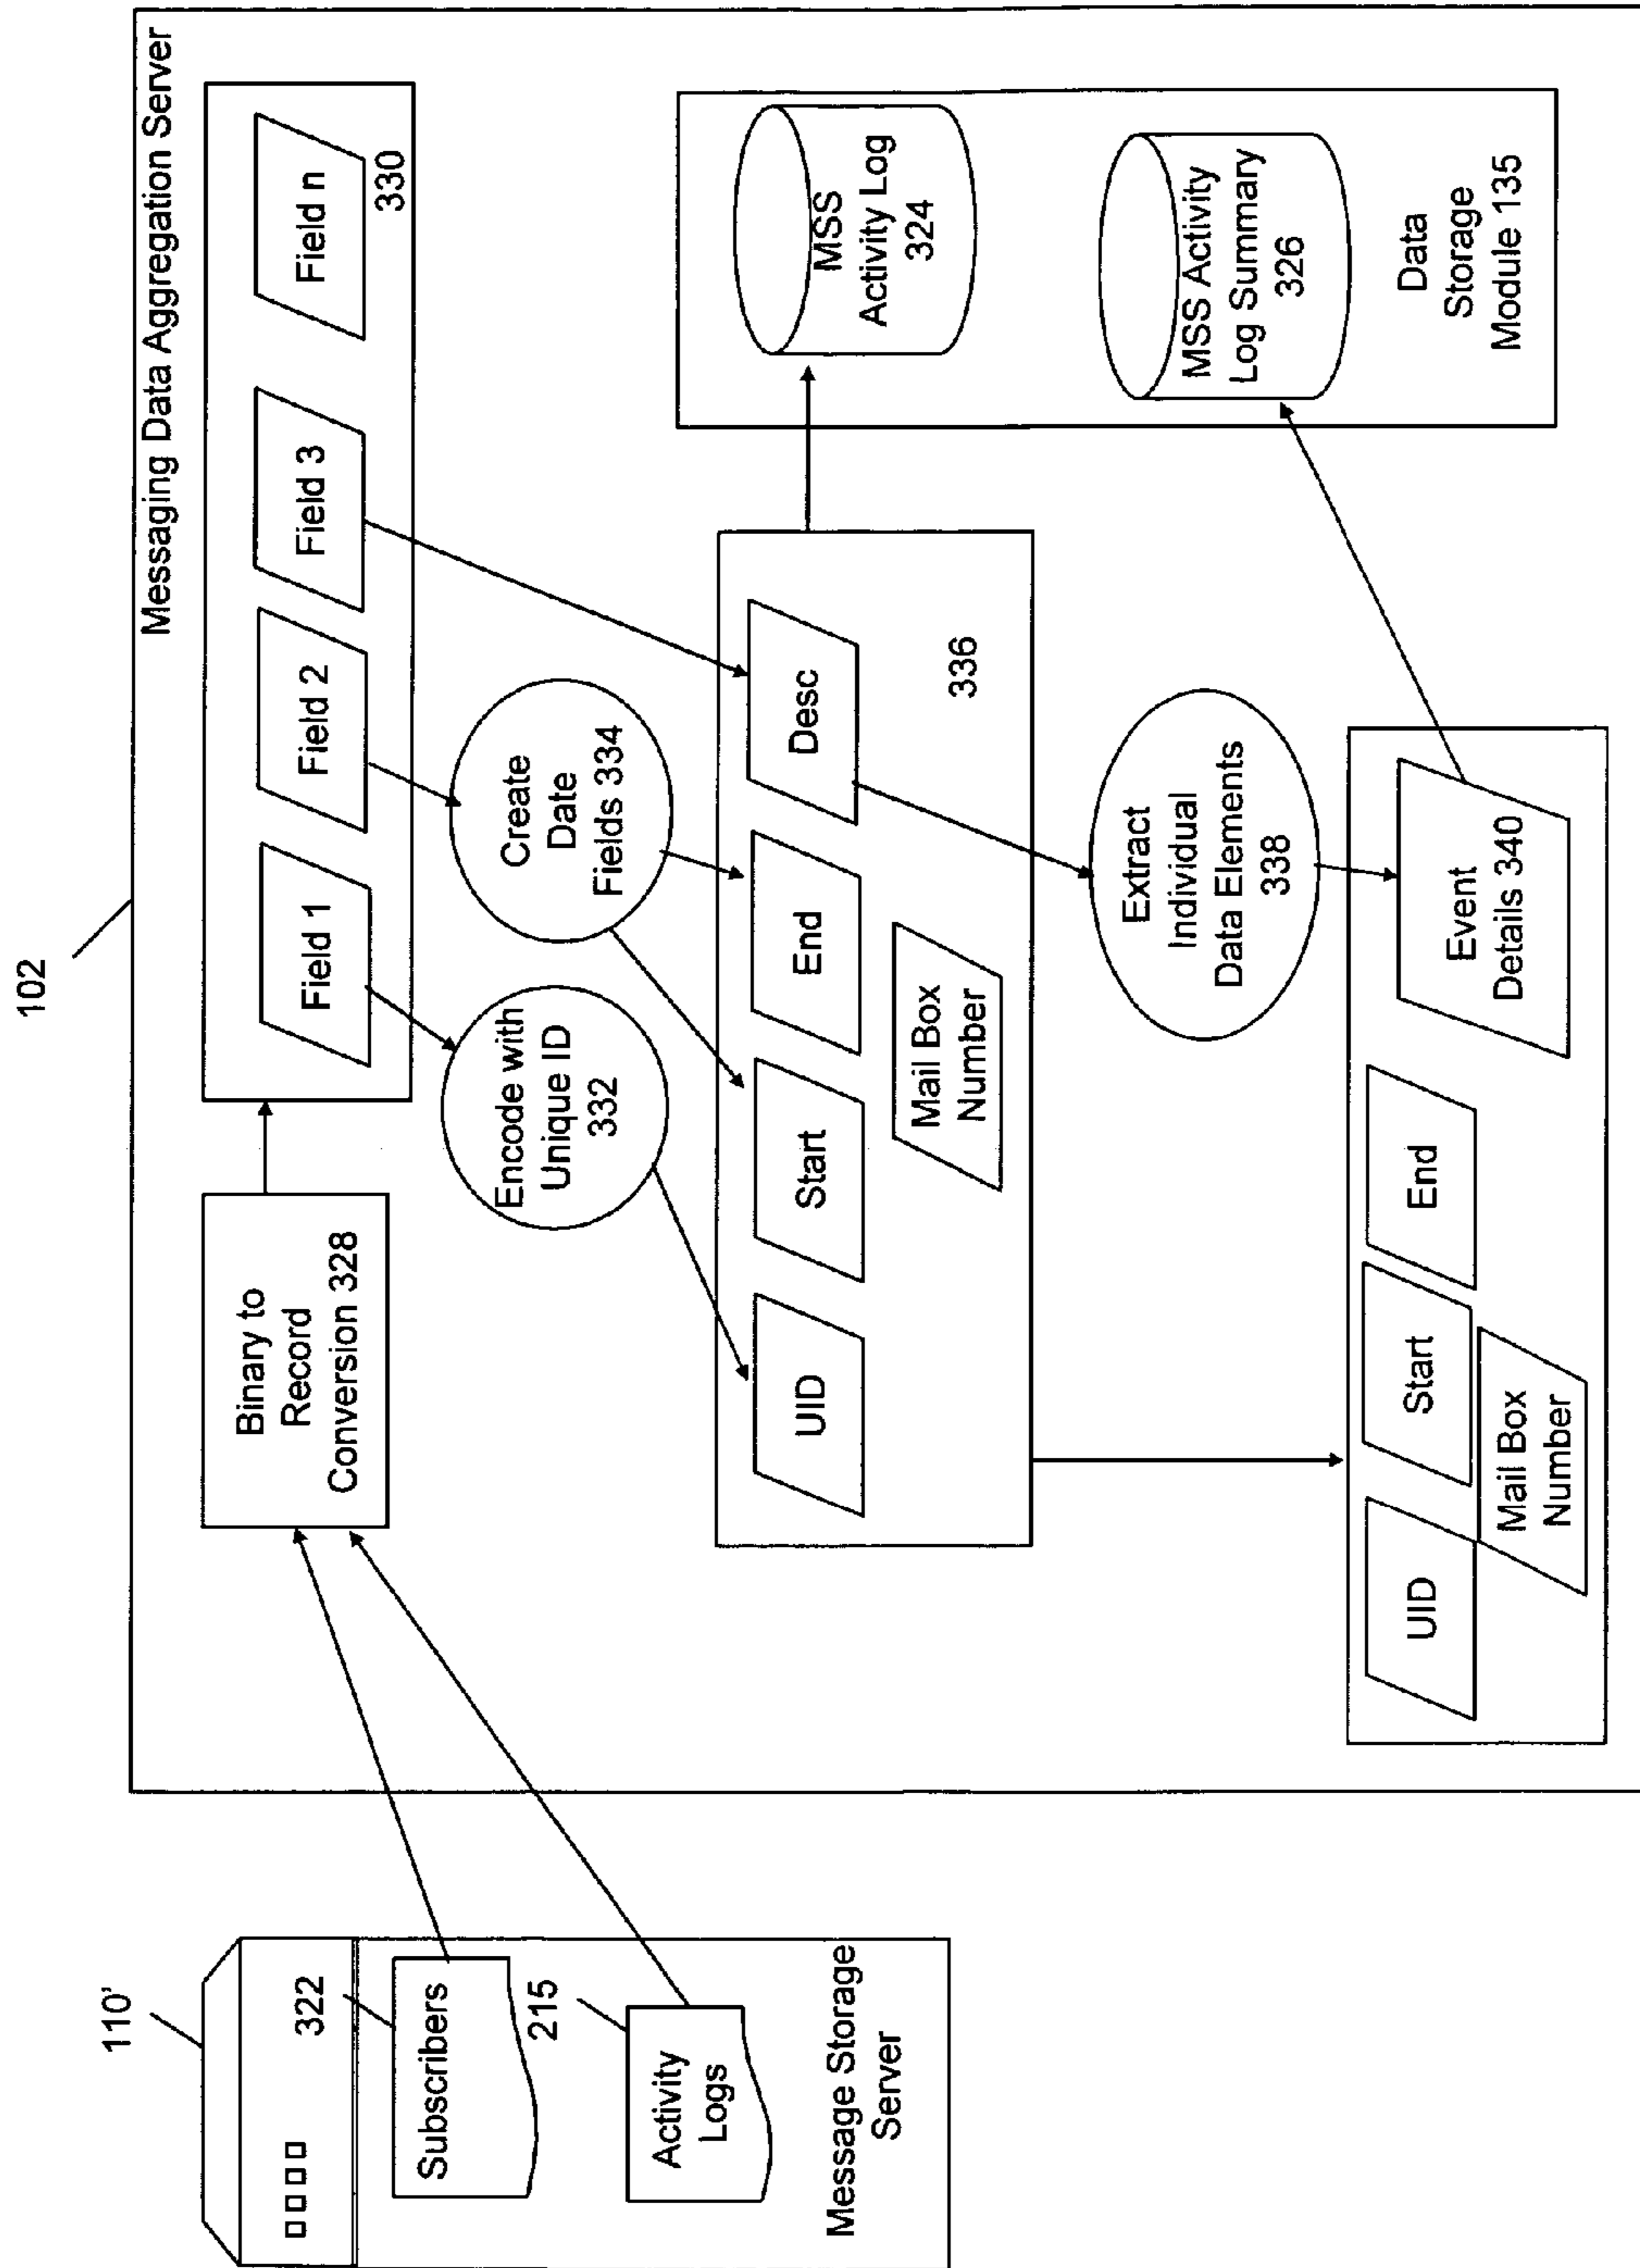 102
110'
322
Subscribers
215
Activity
Logs
Message Storage
Server
Messaging Data Aggregation Server
Binary to
Record
Conversion 328
Field 1
Field 2
Field 3
Field n
330
Encode with
Unique ID
332
Create
Date
Fields 334
UID
Start
End
Desc
Mail Box
Number
336
MSS
Activity Log
324
MSS Activity
Log Summary
326
Data
Storage
Module 135
Extract
Individual
Data Elements
338
UID
Start
End
Mail Box
Number
Event
Details 340